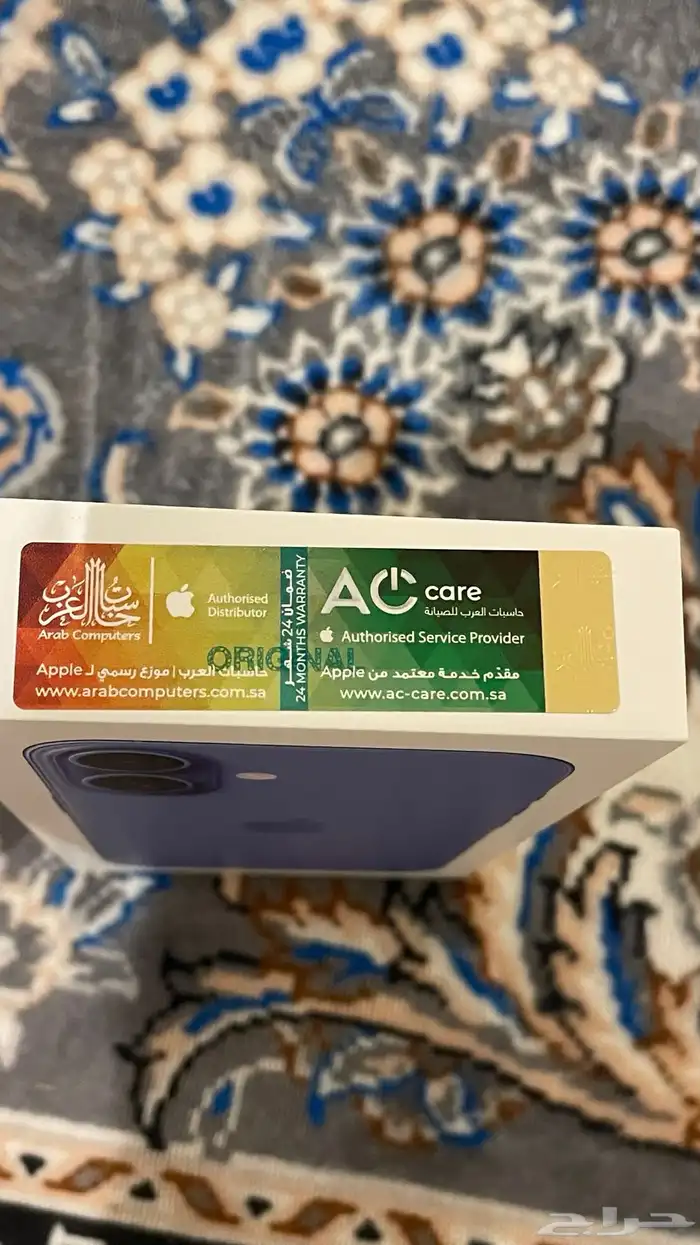 حاسبات العرب
Arab Computers
Authorised
Distributor
ORIGINAL
حاسبات العرب | موزع رسمي لـ Apple
www.arabcomputers.com.sa
ضمان 24 شهر
24 MONTHS WARRANTY
AC care
حاسبات العرب للصيانة
Authorised Service Provider
مقدّم خدمة معتمد من Apple
www.ac-care.com.sa
حراج